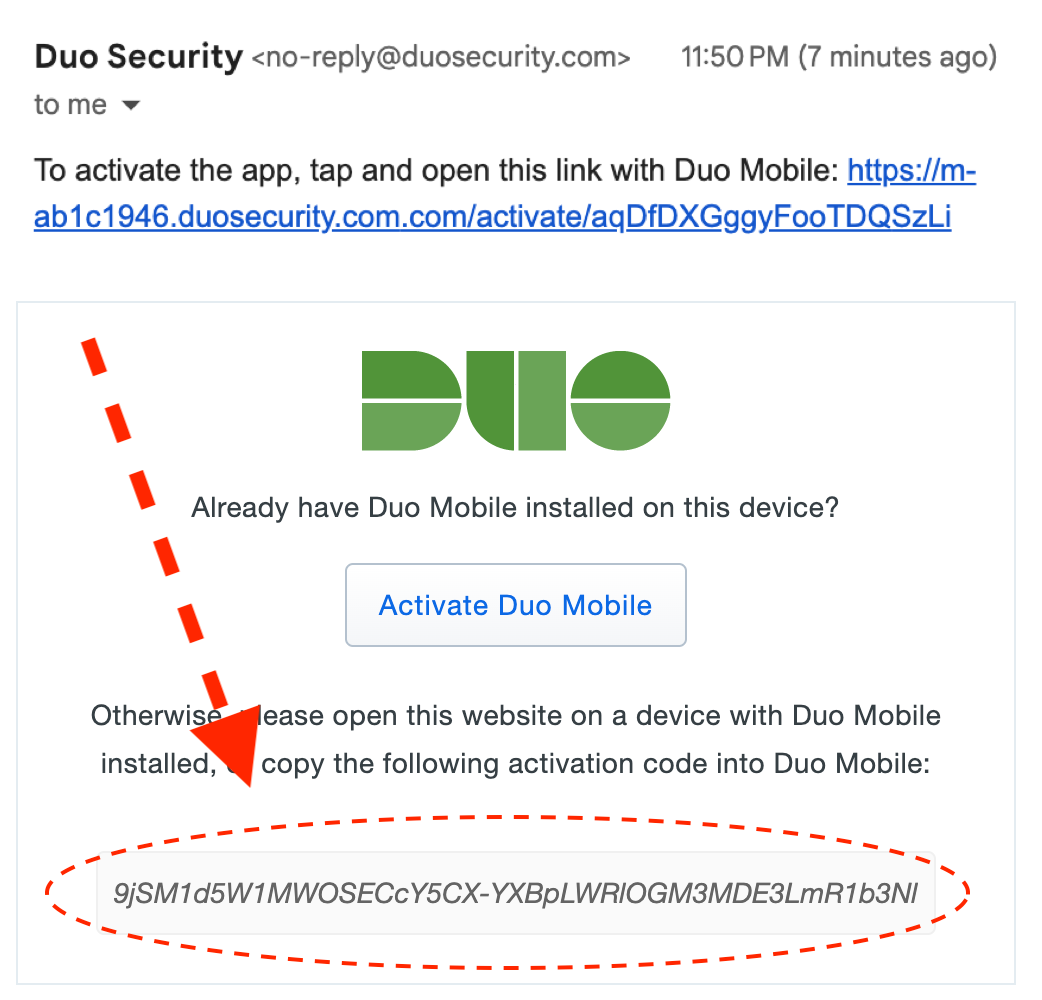 Duo Security <no-reply@duosecurity.com> 11:50 PM (7 minutes ago)
to me
To activate the app, tap and open this link with Duo Mobile: https://m-
ab1c1946.duosecurity.com.com/activate/aqDfDXGggyFooTDQSzLi
DUO
Already have Duo Mobile installed on this device?
Activate Duo Mobile
Otherwise, please open this website on a device with Duo Mobile
installed, or copy the following activation code into Duo Mobile:
9jSM1d5W1MWOSECcY5CX-YXBpLWRlOGM3MDE3LmR1b3Nl